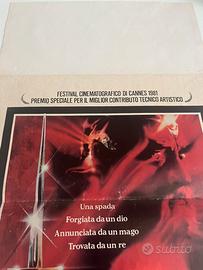 FESTIVAL CINEMATOGRAFICO DI CANNES 1981
PREMIO SPECIALE PER IL MIGLIOR CONTRIBUTO TECNICO ARTISTICO
Una spada
Forgiata da un dio
Annunciata da un mago
Trovata da un re
subito